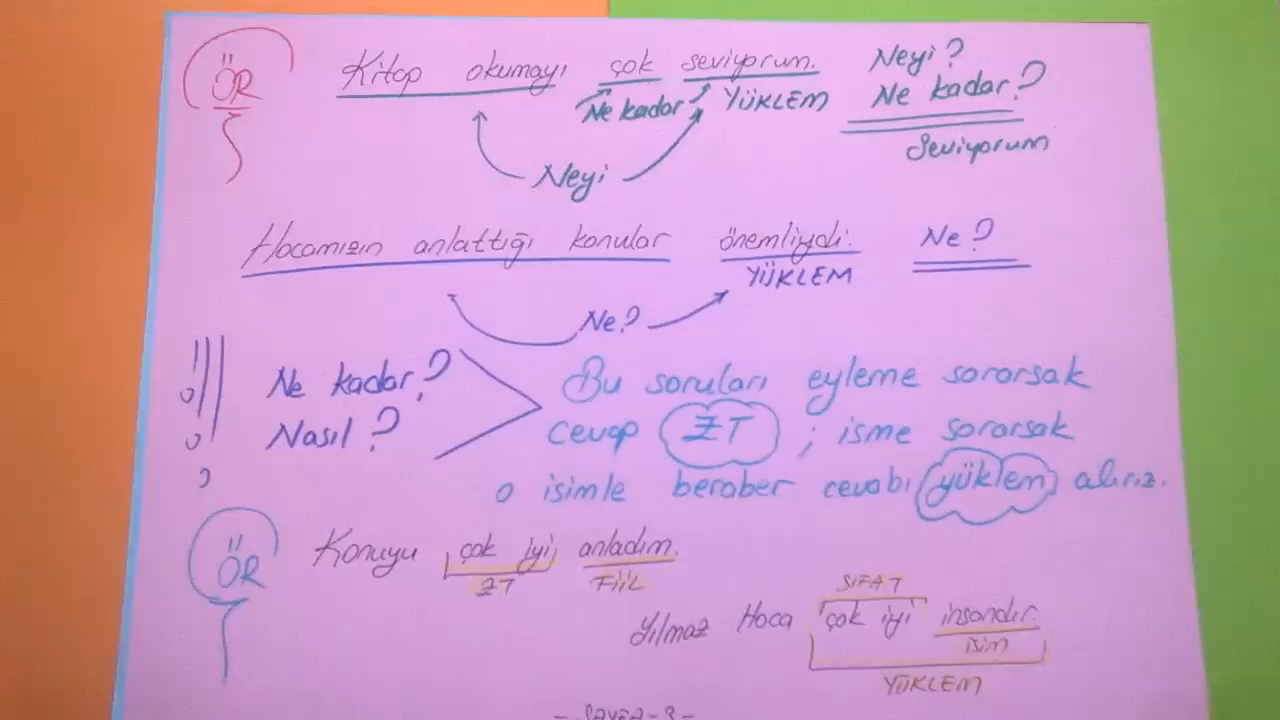 ÖR
Kitap okumayı çok seviyorum. Neyi?
Ne kadar YÜKLEM Ne kadar?
Neyi Seviyorum
Hocamızın anlattığı konular önemliydi. Ne?
YÜKLEM
Ne?
Ne kadar? Bu soruları eyleme sorarsak
Nasıl? cevap ZT ; isme sorarsak
o isimle beraber cevabı yüklem alırız.
ÖR
Konuyu çok iyi anladım.
ZT FİİL
SIFAT
Yılmaz Hoca çok iyi insandır.
isim
YÜKLEM
- SAYFA-3-